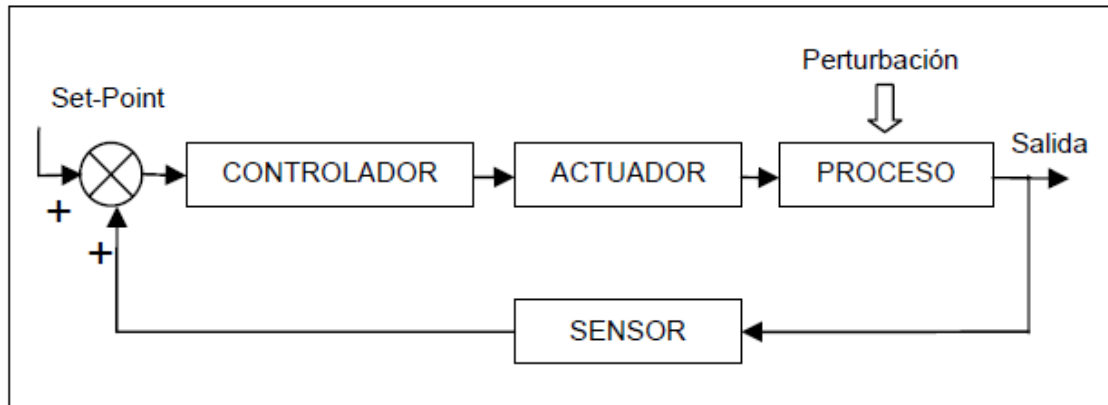 Perturbación
Set-Point
Salida
CONTROLADOR
ACTUADOR
PROCESO
+
+
SENSOR